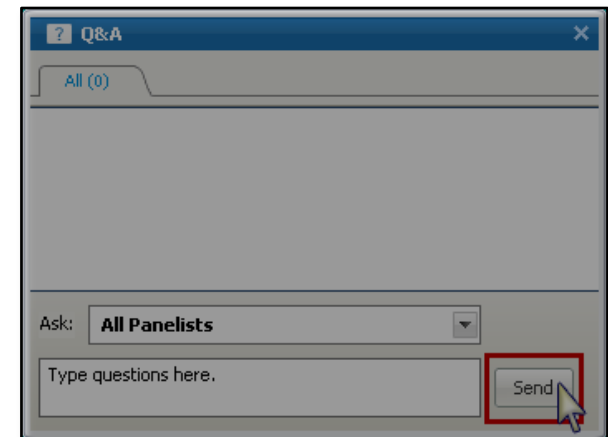 ? Q&A
All (0)
Ask: All Panelists
Type questions here.
Send